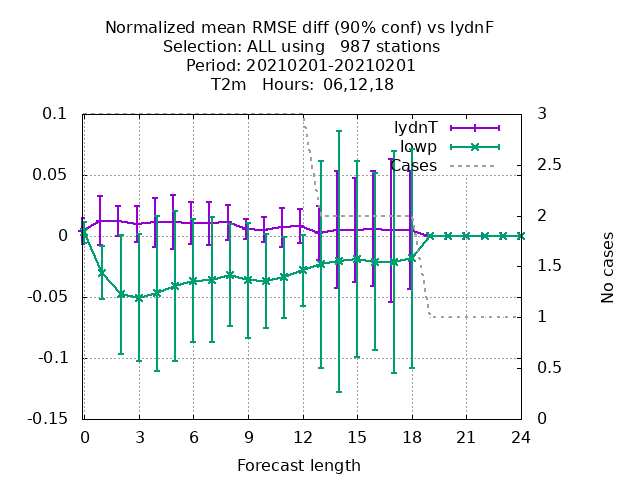 Normalized mean RMSE diff (90% conf) vs lydnF
Selection: ALL using   987 stations
Period: 20210201-20210201
T2m   Hours: 06,12,18
lydnT
lowp
Cases
0.1
0.05
0
-0.05
-0.1
-0.15
3
2.5
2
1.5
1
0.5
0
No cases
0 3 6 9 12 15 18 21 24
Forecast length